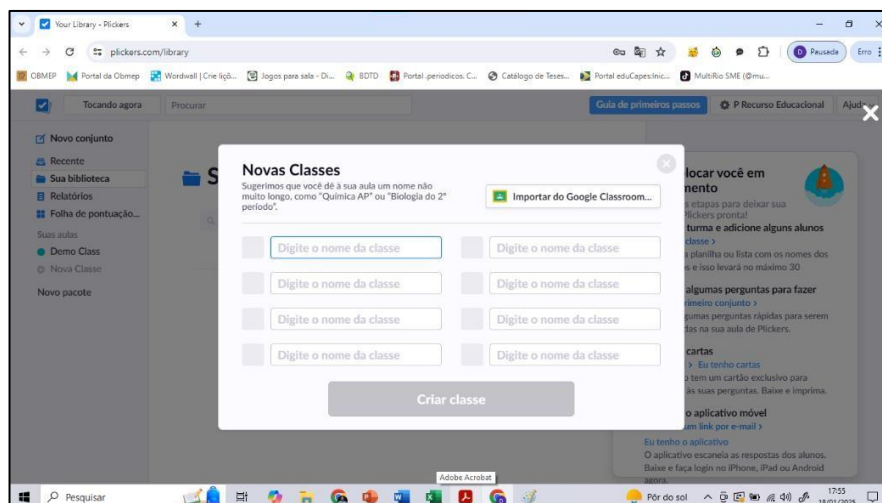 Your Library - Plickers
plickers.com/library
Pausada
Erro
OBMEP
Portal da Obmep
Wordwall | Crie liçõ...
Jogos para sala - Di...
BDTD
Portal .periodicos. C...
Catálogo de Teses...
Portal eduCapes:Inic...
MultiRio SME (@mu...
Tocando agora
Procurar
Guia de primeiros passos
P Recurso Educacional
Novo conjunto
Recente
Sua biblioteca
Relatórios
Folha de pontuação...
Suas aulas
Demo Class
Nova Classe
Novo pacote
Novas Classes
Sugerimos que você dê à sua aula um nome não
muito longo, como "Química AP" ou "Biologia do 2º
período".
Importar do Google Classroom...
Digite o nome da classe
Digite o nome da classe
Digite o nome da classe
Digite o nome da classe
Digite o nome da classe
Digite o nome da classe
Digite o nome da classe
Digite o nome da classe
Criar classe
locar você em
etapas para deixar sua
Plickers pronta!
turma e adicione alguns alunos
classe >
planilha ou lista com os nomes dos
e isso levará no máximo 30
algumas perguntas para fazer
rimeiro conjunto >
gumas perguntas rápidas para serem
na sua aula de Plickers.
cartas
> Eu tenho cartas
tem um cartão exclusivo para
às suas perguntas. Baixe e imprima.
o aplicativo móvel
um link por e-mail >
Eu tenho o aplicativo
O aplicativo escaneia as respostas dos alunos.
Baixe e faça login no iPhone, iPad ou Android
agora.
Adobe Acrobat
Pesquisar
Pôr do sol
17:55
18/01/2025